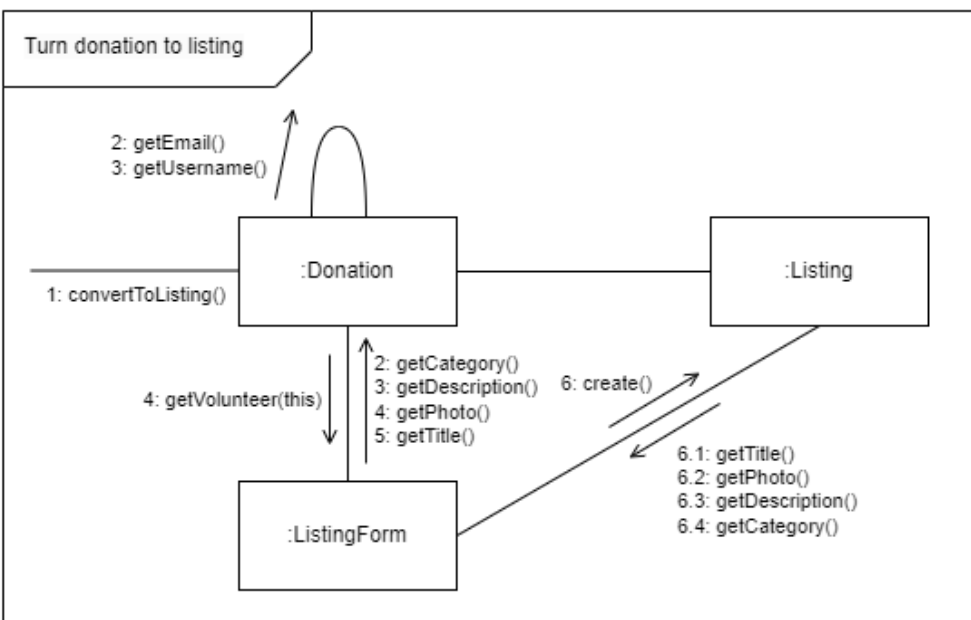 Turn donation to listing
2: getEmail()
3: getUsername()
:Donation
:Listing
1: convertToListing()
2: getCategory()
3: getDescription()
4: getPhoto()
5: getTitle()
4: getVolunteer(this)
6: create()
6.1: getTitle()
6.2: getPhoto()
6.3: getDescription()
6.4: getCategory()
:ListingForm